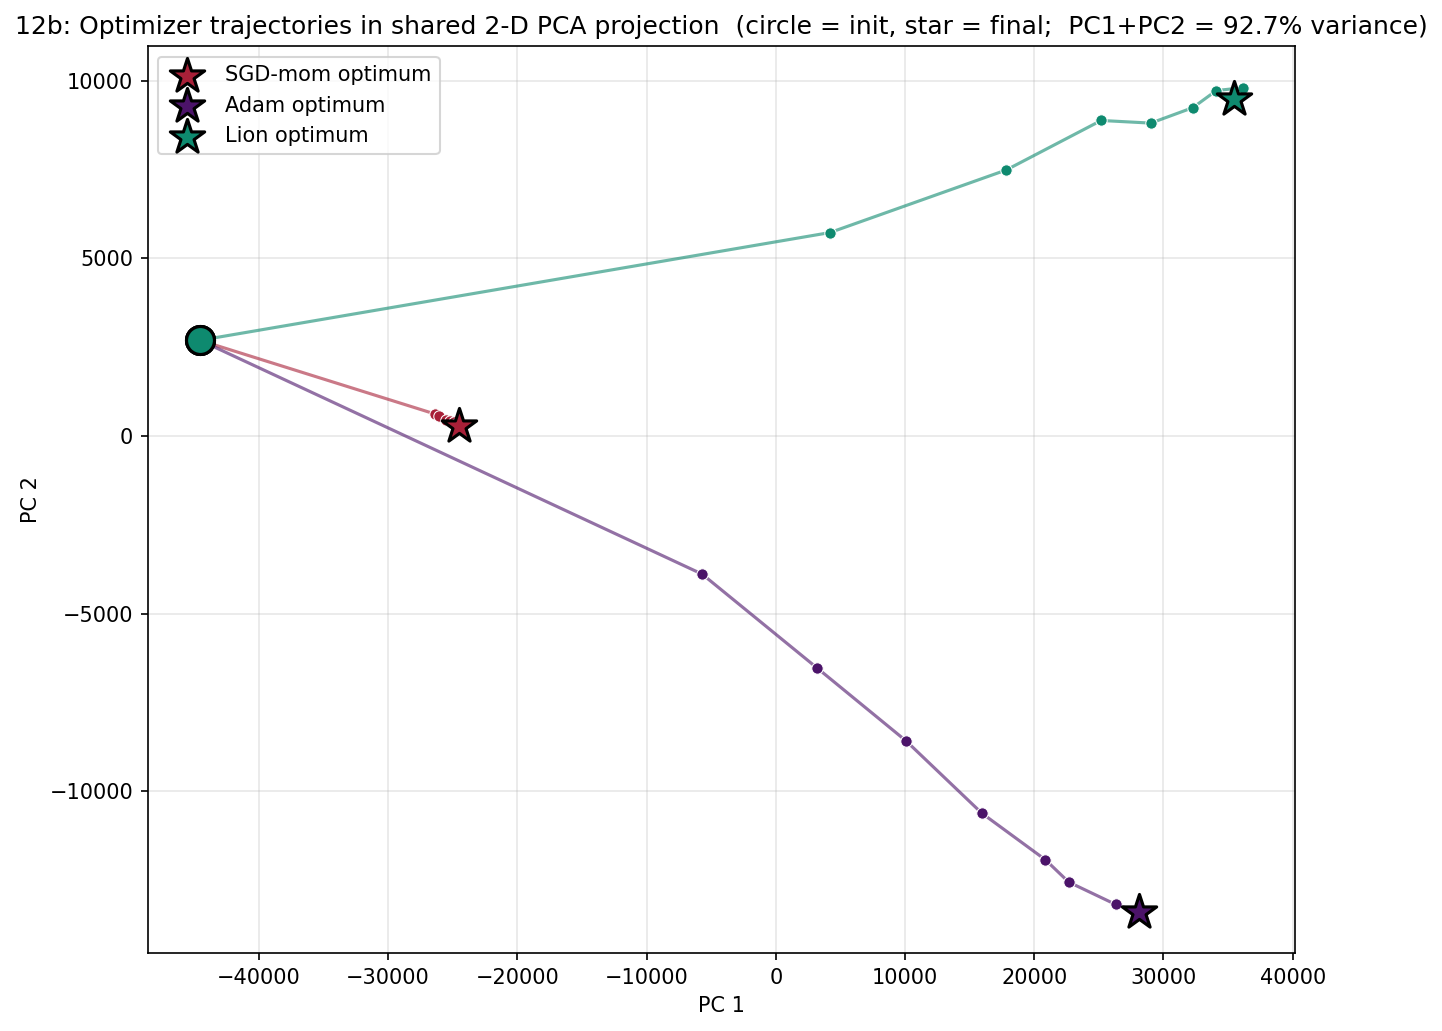 12b: Optimizer trajectories in shared 2-D PCA projection  (circle = init, star = final;  PC1+PC2 = 92.7% variance)
SGD-mom optimum
Adam optimum
Lion optimum
10000
5000
0
−5000
−10000
PC 2
−40000
−30000
−20000
−10000
0
10000
20000
30000
40000
PC 1